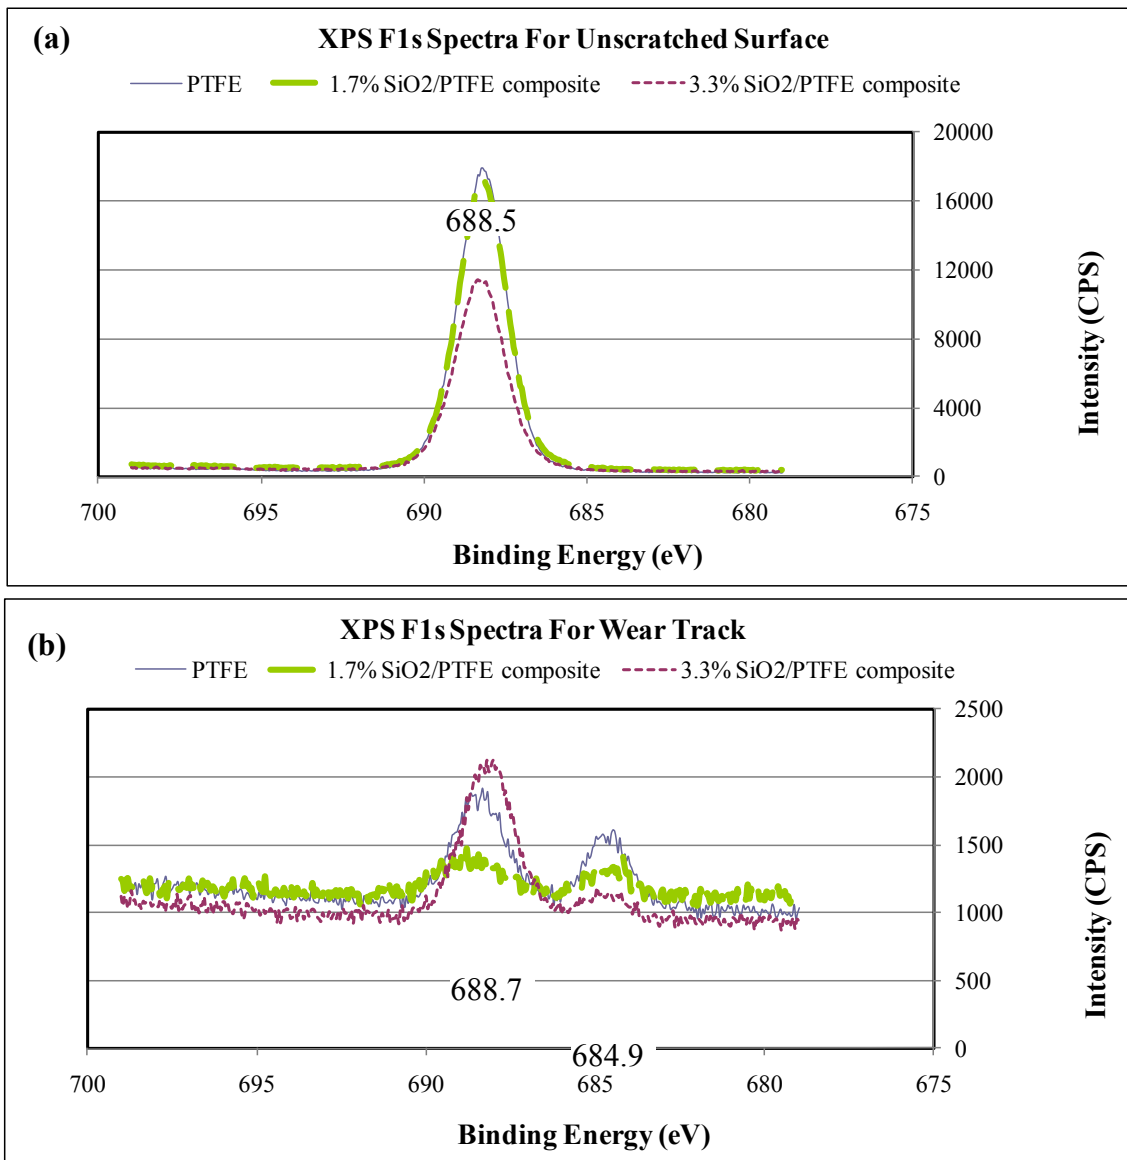 (a)
XPS F1s Spectra For Unscratched Surface
PTFE 1.7% SiO2/PTFE composite 3.3% SiO2/PTFE composite
20000
16000
12000
8000
4000
0
688.5
Intensity (CPS)
700 695 690 685 680 675
Binding Energy (eV)
(b)
XPS F1s Spectra For Wear Track
PTFE 1.7% SiO2/PTFE composite 3.3% SiO2/PTFE composite
2500
2000
1500
1000
500
0
688.7
684.9
Intensity (CPS)
700 695 690 685 680 675
Binding Energy (eV)